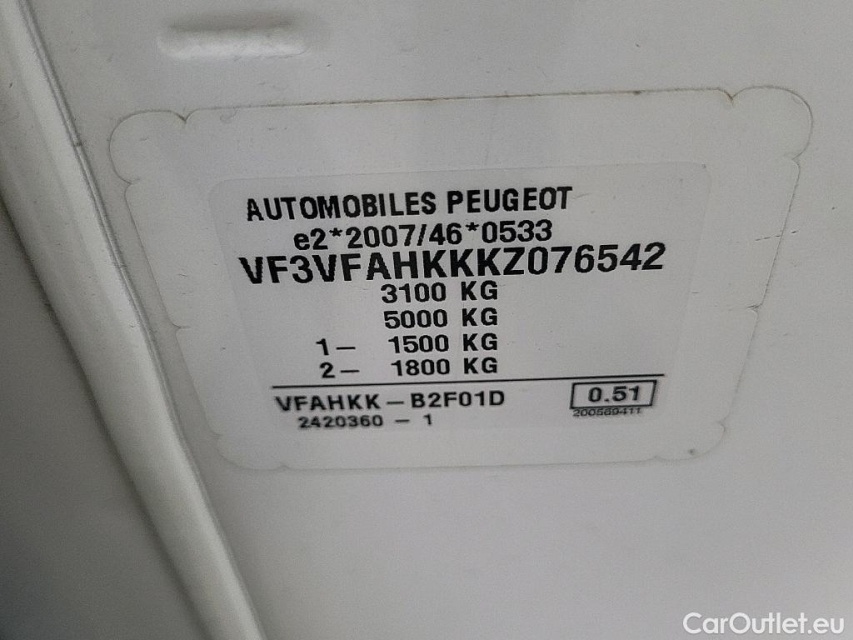 AUTOMOBILES PEUGEOT
e2*2007/46*0533
VF3VFAHKKKZ076542
3100 KG
5000 KG
1- 1500 KG
2- 1800 KG
VFAHKK-B2F01D 0.51
2420360 - 1
CarOutlet.eu